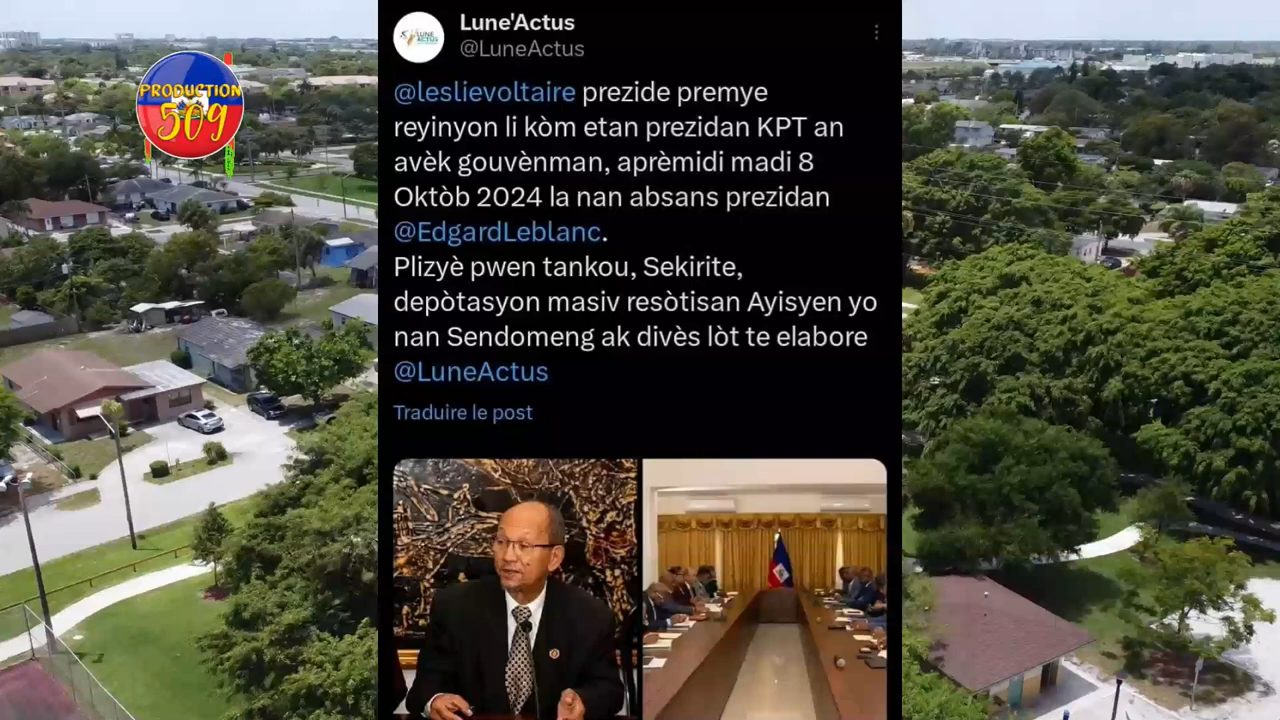 PRODUCTION
509
LUNE
ACTUS
Lune'Actus
@LuneActus
@leslievoltaire prezide premye
reyinyon li kòm etan prezidan KPT an
avèk gouvènman, aprèmidi madi 8
Oktòb 2024 la nan absans prezidan
@EdgardLeblanc.
Plizyè pwen tankou, Sekirite,
depòtasyon masiv resòtisan Ayisyen yo
nan Sendomeng ak divès lòt te elabore
@LuneActus
Traduire le post